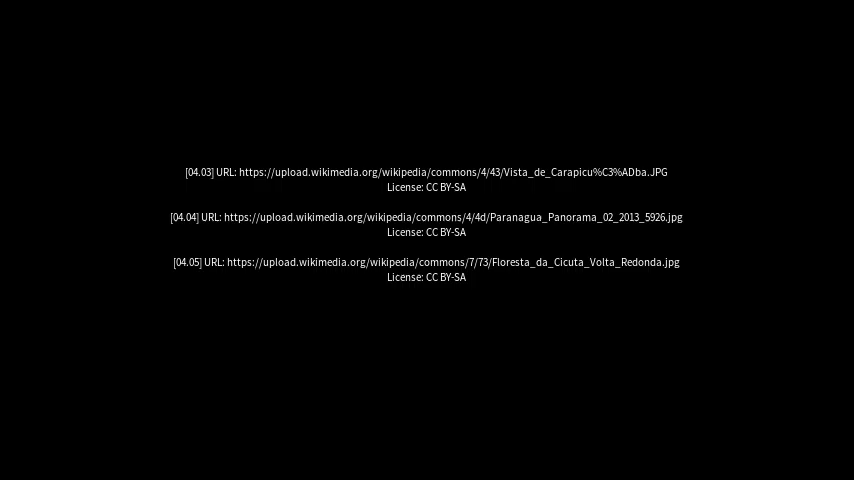 [04.03] URL: https://upload.wikimedia.org/wikipedia/commons/4/43/Vista_de_Carapicu%C3%ADba.JPG
License: CC BY-SA
[04.04] URL: https://upload.wikimedia.org/wikipedia/commons/4/4d/Paranagua_Panorama_02_2013_5926.jpg
License: CC BY-SA
[04.05] URL: https://upload.wikimedia.org/wikipedia/commons/7/73/Floresta_da_Cicuta_Volta_Redonda.jpg
License: CC BY-SA